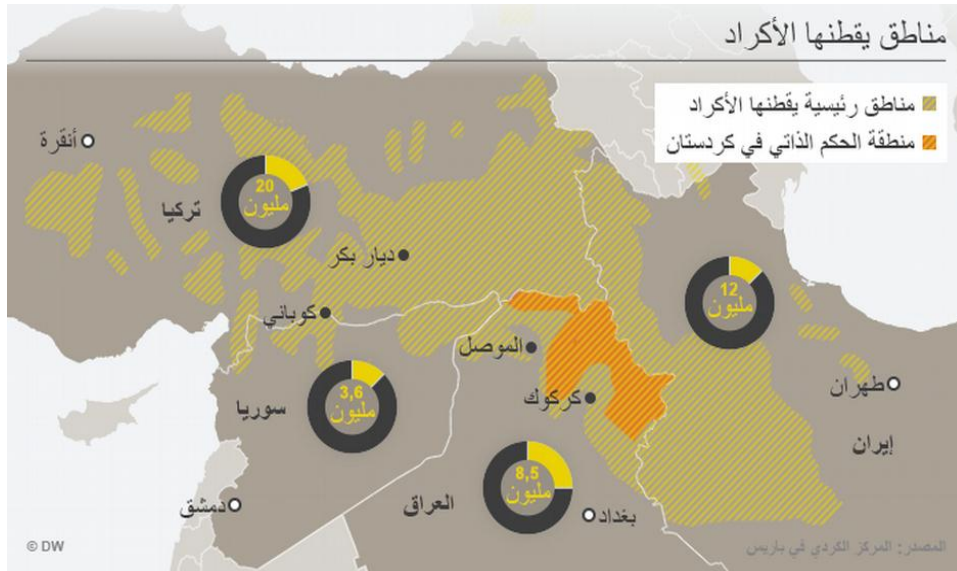 مناطق يقطنها الأكراد
مناطق رئيسية يقطنها الأكراد
منطقة الحكم الذاتي في كردستان
أنقرة
20
مليون
تركيا
ديار بكر
كوباني
الموصل
كركوك
12
مليون
طهران
إيران
3,6
مليون
سوريا
8,5
مليون
العراق
بغداد
دمشق
المصدر: المركز الكردي في باريس
© DW